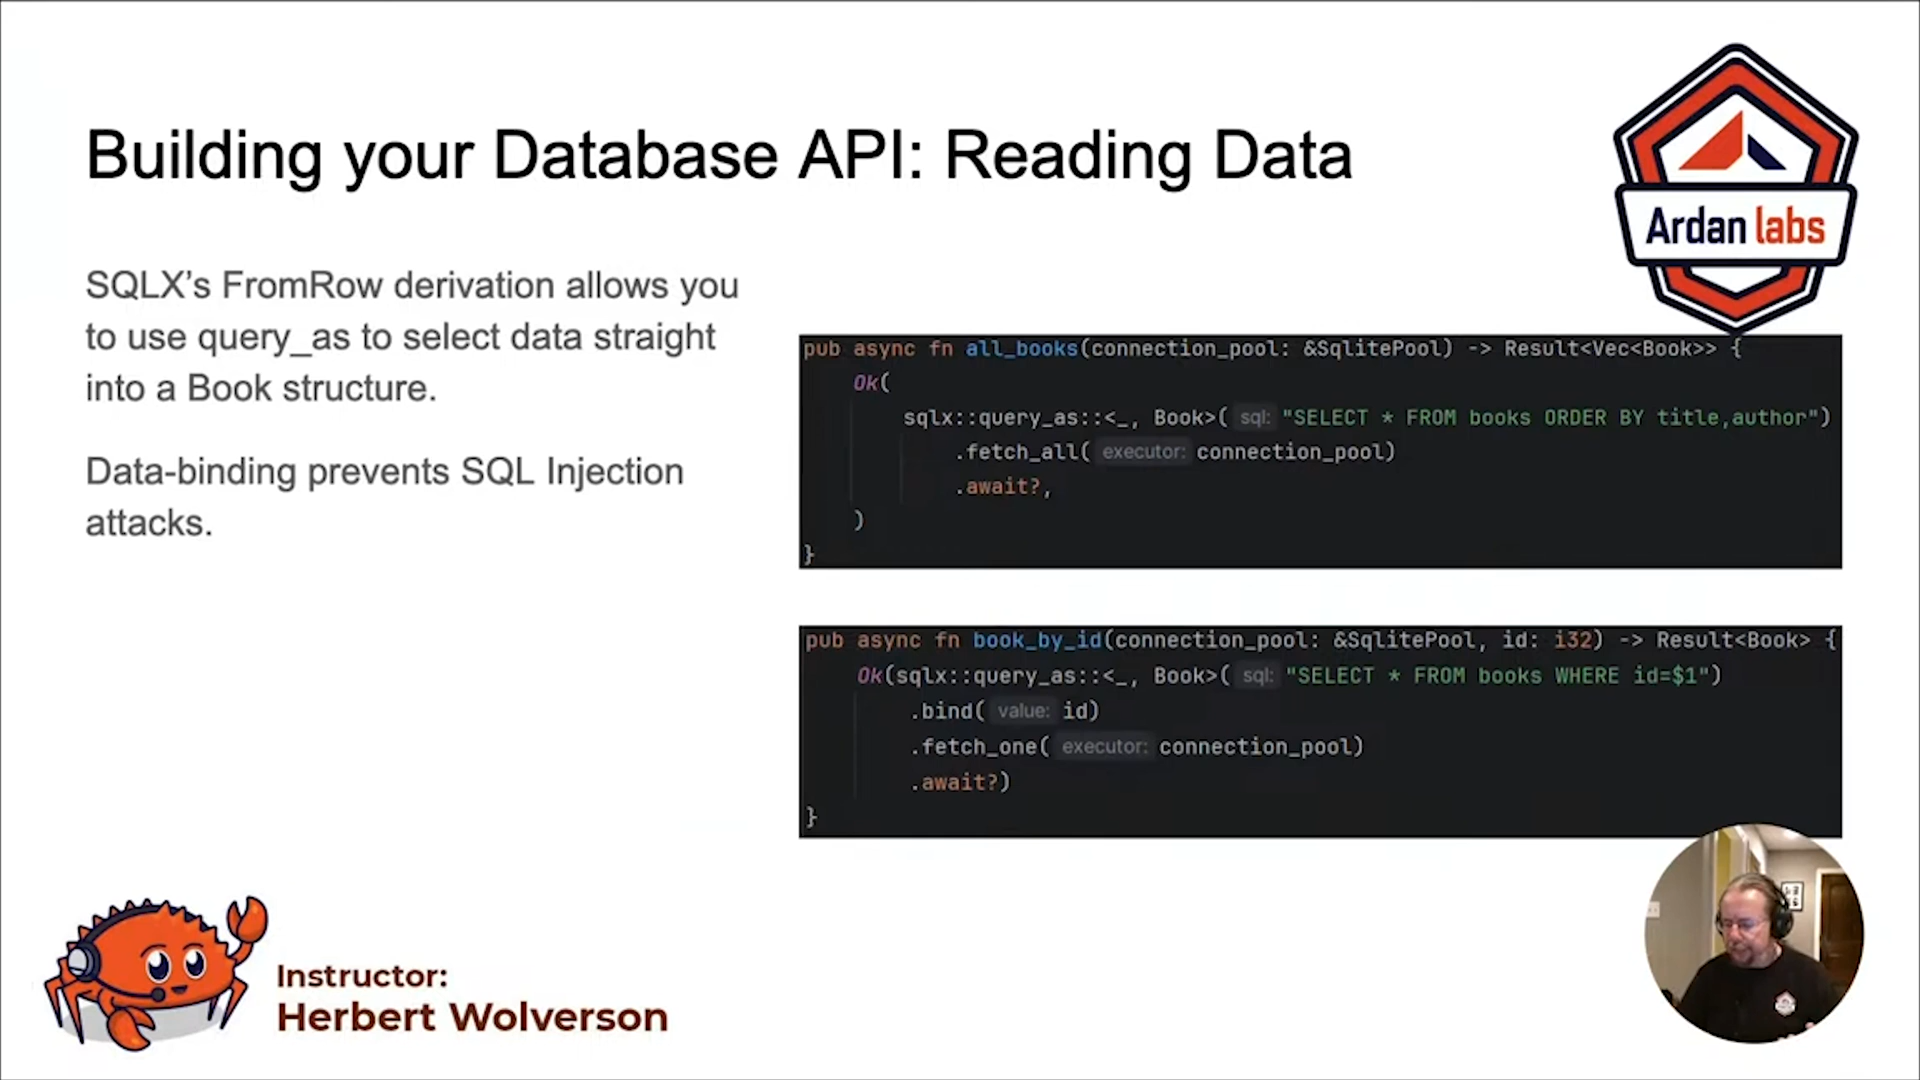 Building your Database API: Reading Data
Ardan labs
SQLX’s FromRow derivation allows you
to use query_as to select data straight
into a Book structure.
Data-binding prevents SQL Injection
attacks.
pub async fn all_books(connection_pool: &SqlitePool) -> Result<Vec<Book>> {
Ok(
sqlx::query_as::<_, Book>( sql: "SELECT * FROM books ORDER BY title,author")
.fetch_all( executor: connection_pool)
.await?,
)
}
pub async fn book_by_id(connection_pool: &SqlitePool, id: i32) -> Result<Book> {
Ok(sqlx::query_as::<_, Book>( sql: "SELECT * FROM books WHERE id=$1")
.bind( value: id)
.fetch_one( executor: connection_pool)
.await?)
}
Instructor:
Herbert Wolverson